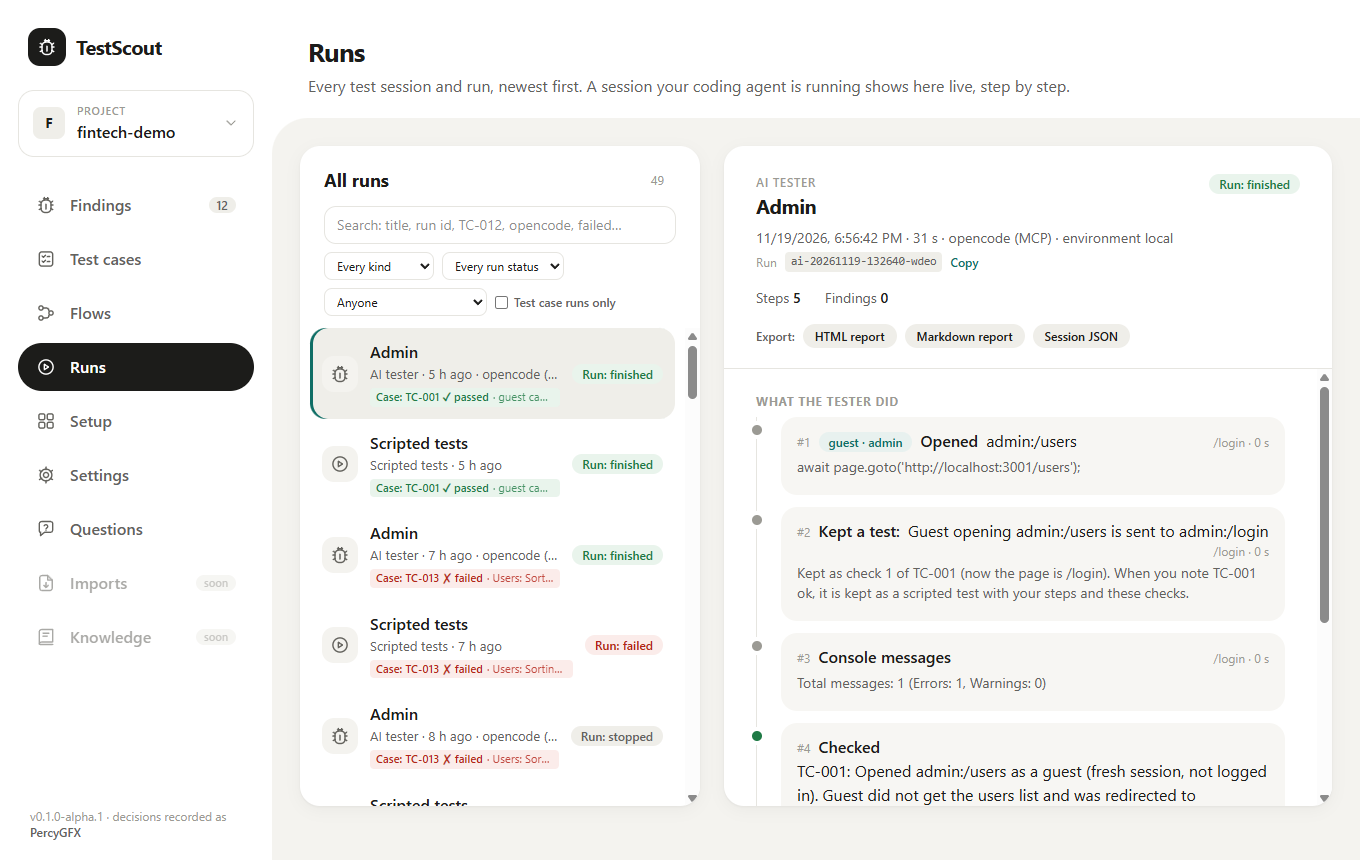 TestScout
PROJECT
F
fintech-demo
Findings
12
Test cases
Flows
Runs
Setup
Settings
Questions
Imports
soon
Knowledge
soon
v0.1.0-alpha.1 · decisions recorded as
PercyGFX
Runs
Every test session and run, newest first. A session your coding agent is running shows here live, step by step.
All runs
49
Search: title, run id, TC-012, opencode, failed...
Every kind
Every run status
Anyone
Test case runs only
Admin
AI tester · 5 h ago · opencode (...
Run: finished
Case: TC-001 ✓ passed · guest ca...
Scripted tests
Scripted tests · 5 h ago
Run: finished
Case: TC-001 ✓ passed · guest ca...
Admin
AI tester · 7 h ago · opencode (...
Run: finished
Case: TC-013 ✗ failed · Users: Sort...
Scripted tests
Scripted tests · 7 h ago
Run: failed
Case: TC-013 ✗ failed · Users: Sortin...
Admin
AI tester · 8 h ago · opencode (...
Run: stopped
Case: TC-013 ✗ failed · Users: Sor...
Scripted tests
AI TESTER
Run: finished
Admin
11/19/2026, 6:56:42 PM · 31 s · opencode (MCP) · environment local
Run ai-20261119-132640-wdeo Copy
Steps 5 Findings 0
Export: HTML report Markdown report Session JSON
WHAT THE TESTER DID
#1 guest · admin Opened admin:/users /login · 0 s
await page.goto('http://localhost:3001/users');
#2 Kept a test: Guest opening admin:/users is sent to admin:/login
/login · 0 s
Kept as check 1 of TC-001 (now the page is /login). When you note TC-001
ok, it is kept as a scripted test with your steps and these checks.
#3 Console messages /login · 0 s
Total messages: 1 (Errors: 1, Warnings: 0)
#4 Checked
TC-001: Opened admin:/users as a guest (fresh session, not logged
in). Guest did not get the users list and was redirected to